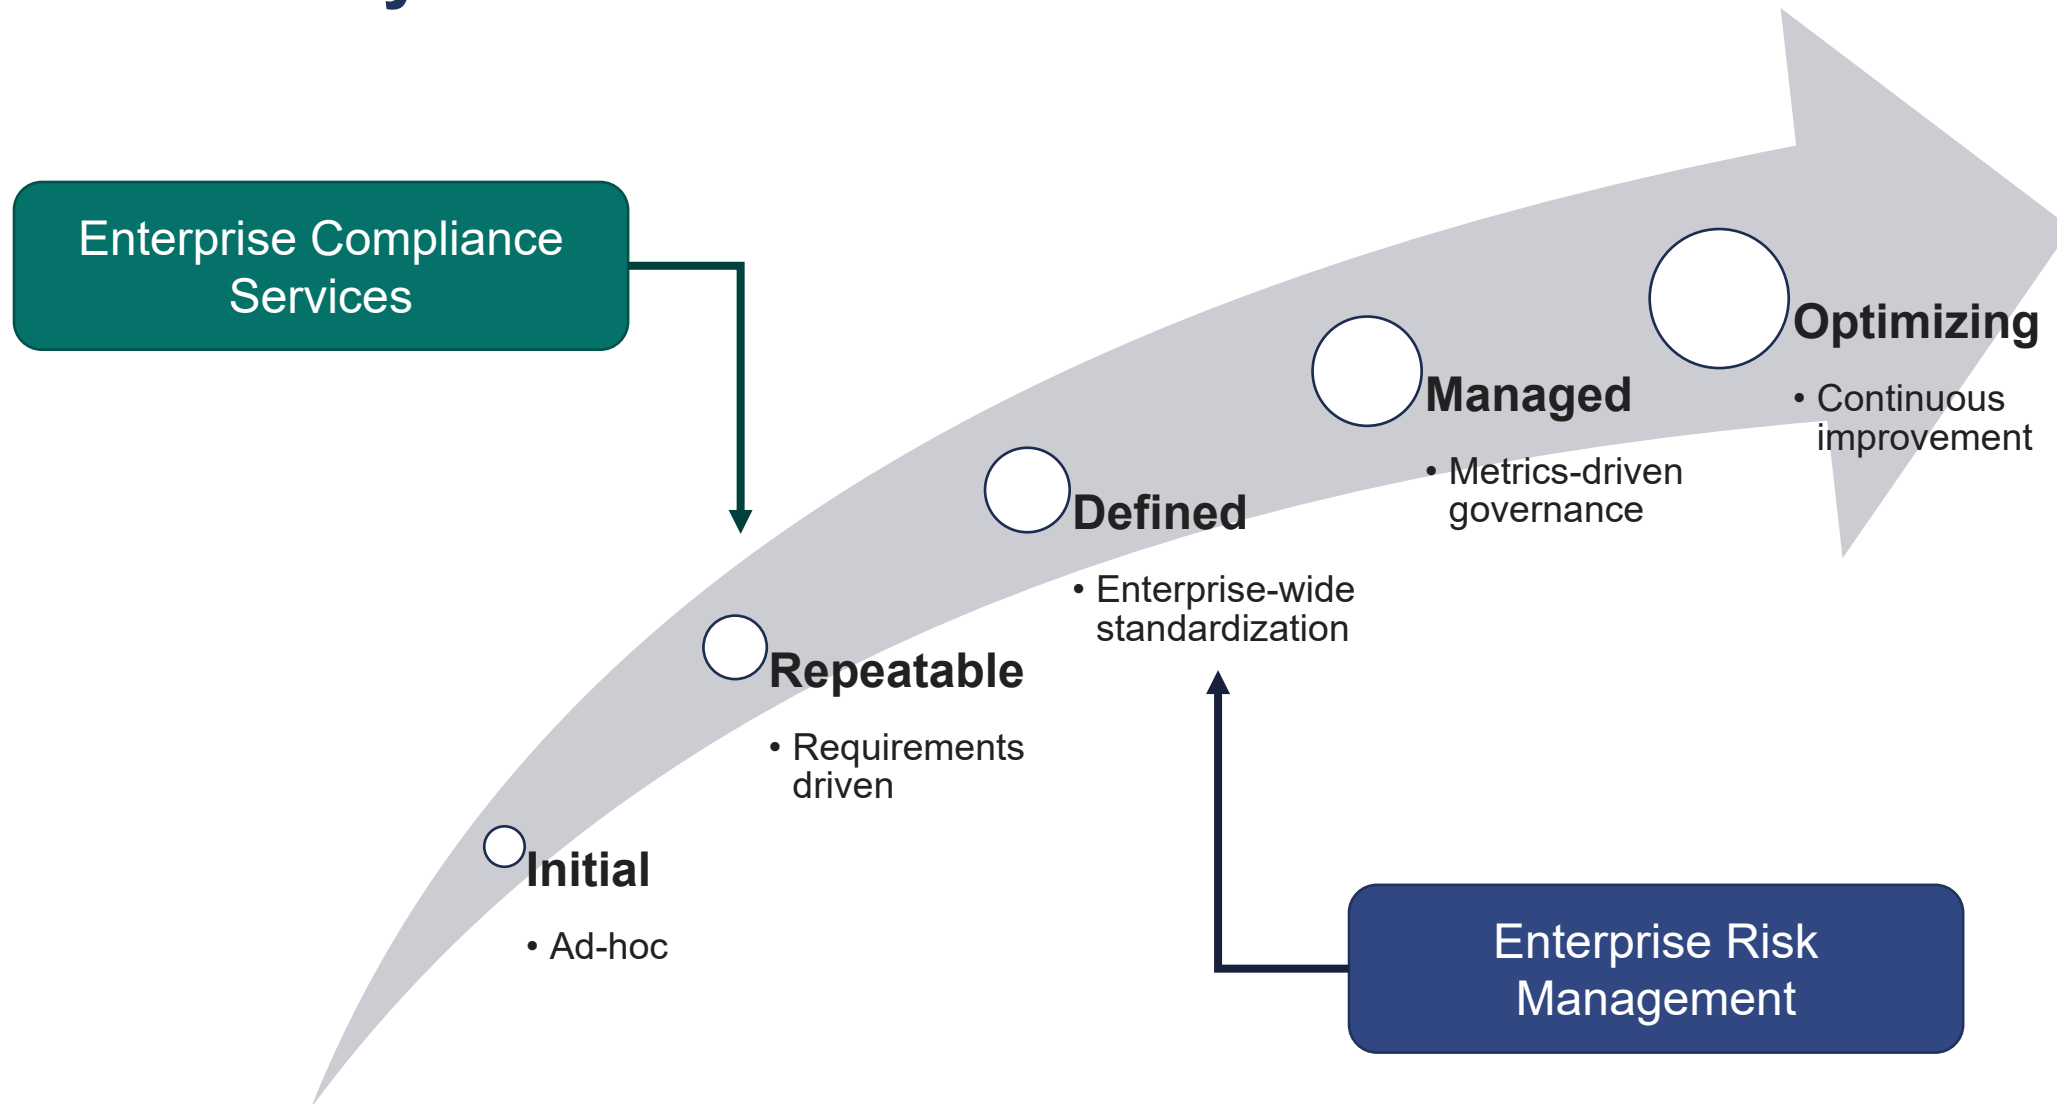 Enterprise Compliance
Services
Optimizing
• Continuous
improvement
Managed
• Metrics-driven
governance
Defined
• Enterprise-wide
standardization
Repeatable
• Requirements
driven
Initial
• Ad-hoc
Enterprise Risk
Management